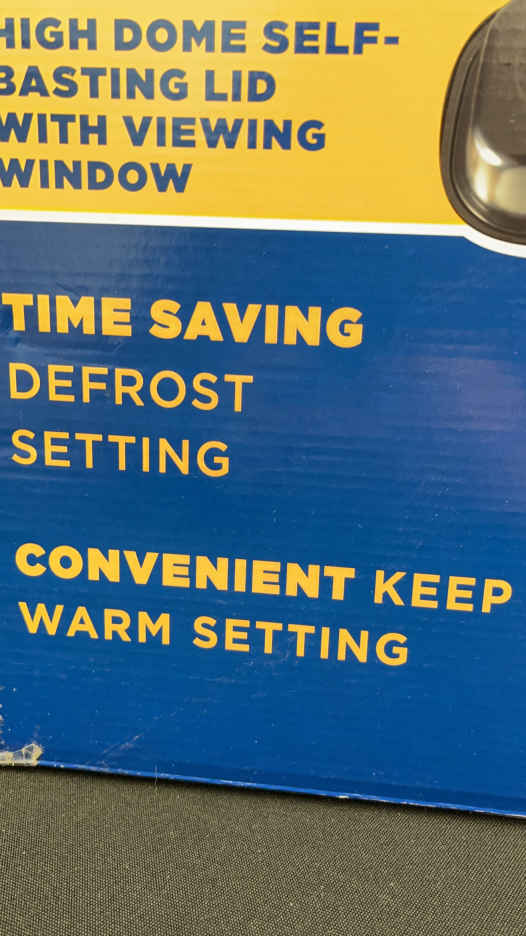 HIGH DOME SELF-
BASTING LID
WITH VIEWING
WINDOW
TIME SAVING
DEFROST
SETTING
CONVENIENT KEEP
WARM SETTING